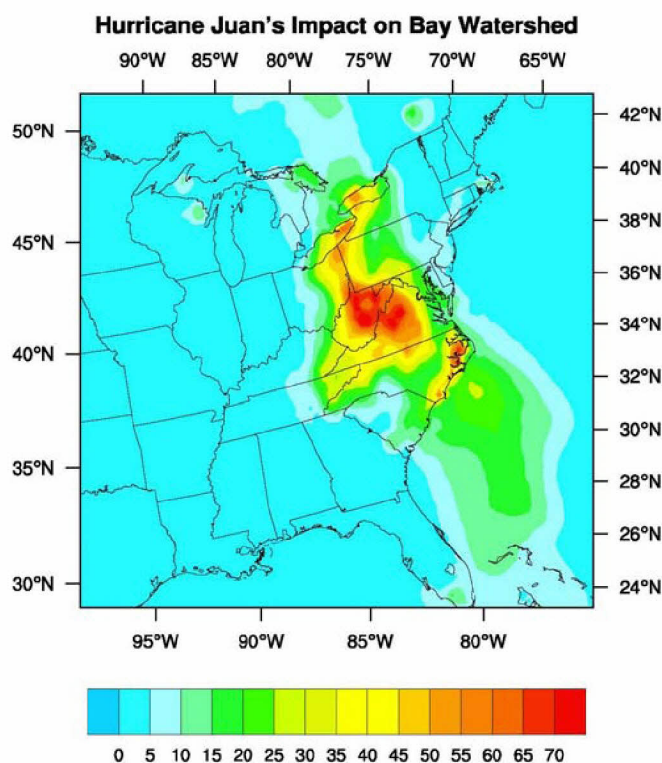 Hurricane Juan's Impact on Bay Watershed
90°W 85°W 80°W 75°W 70°W 65°W
50°N 42°N
40°N
45°N 38°N
36°N
40°N 34°N
32°N
35°N 30°N
28°N
30°N 26°N
24°N
95°W 90°W 85°W 80°W
0 5 10 15 20 25 30 35 40 45 50 55 60 65 70